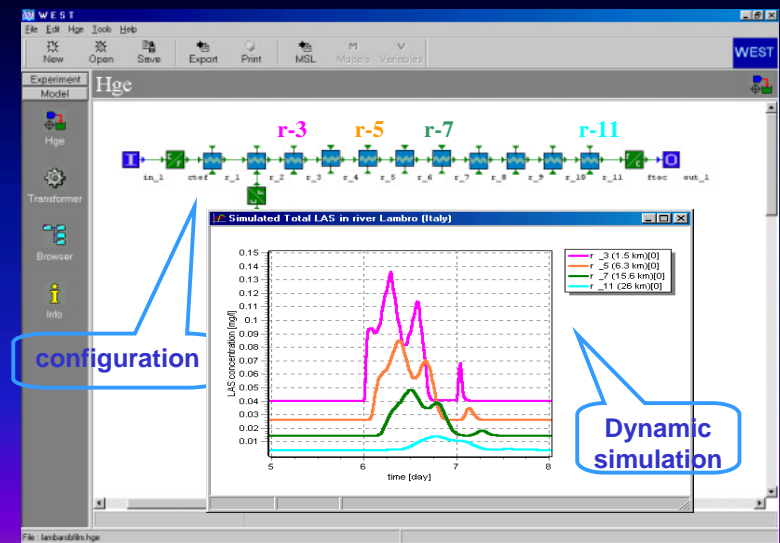 W E S T
File Edit Hge Tools Help
New Open Save Export Print MSL Models Variables
WEST
Experiment
Model
Hge
Hge
Transformer
Browser
Info
r-3 r-5 r-7 r-11
I C/F F/C O
in_1 ctof r_1 r_2 r_3 r_4 r_5 r_6 r_7 r_8 r_9 r_10 r_11 ftoc out_1
Simulated Total LAS in river Lambro (Italy)
LAS concentration [mg/l]
0.15
0.14
0.13
0.12
0.11
0.1
0.09
0.08
0.07
0.06
0.05
0.04
0.03
0.02
0.01
5 6 7 8
time [day]
r _3 (1.5 km)[0]
r _5 (6.3 km)[0]
r _7 (15.6 km)[0]
r _11 (26 km)[0]
configuration
Dynamic
simulation
File : lambarobfilm.hge